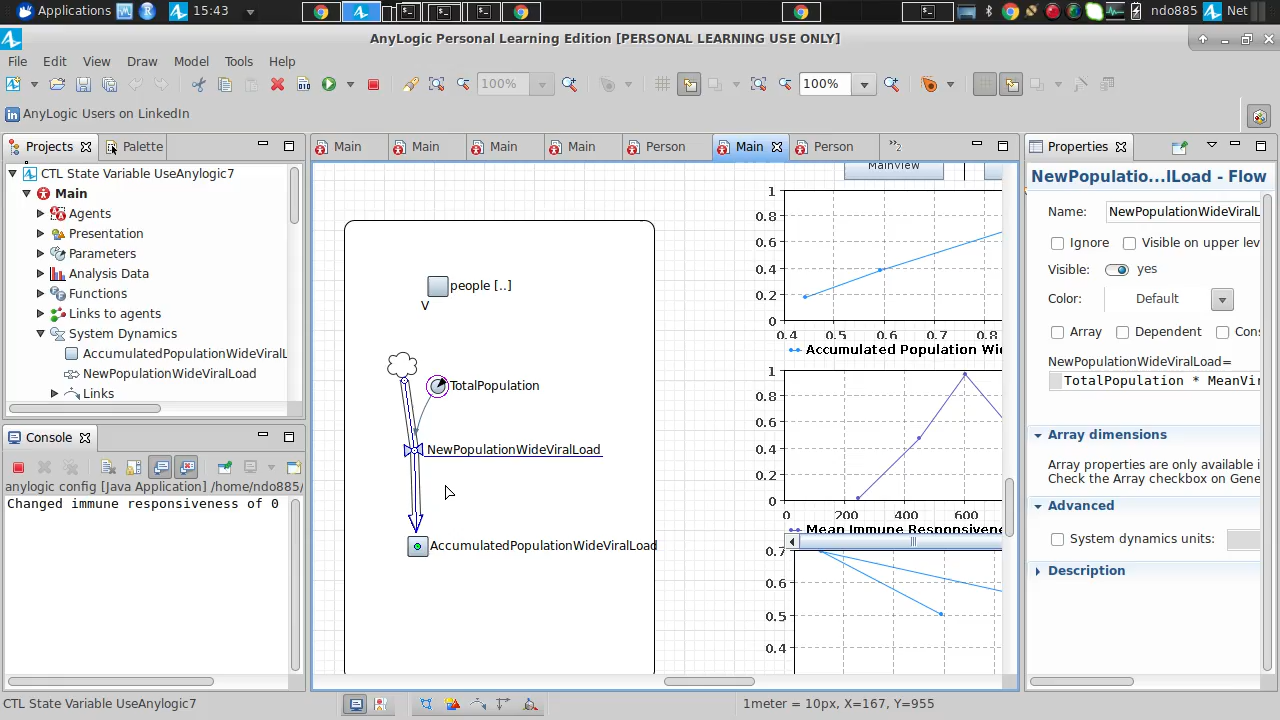 Applications 15:43 ndo885 Net
AnyLogic Personal Learning Edition [PERSONAL LEARNING USE ONLY]
File Edit View Draw Model Tools Help
100% 100%
AnyLogic Users on LinkedIn
Projects Palette
Main Main Main Main Person Main Person »2
Properties
CTL State Variable UseAnylogic7
Main
Agents
Presentation
Parameters
Analysis Data
Functions
Links to agents
System Dynamics
AccumulatedPopulationWideViralL
NewPopulationWideViralLoad
Links
Console
anylogic config [Java Application] /home/ndo885/
Changed immune responsiveness of 0
people [..]
V
TotalPopulation
NewPopulationWideViralLoad
AccumulatedPopulationWideViralLoad
MainView
1
0.8
0.6
0.4
0.2
0
0.4 0.5 0.6 0.7 0.8
Accumulated Population Wi
1
0.8
0.6
0.4
0.2
0
0 200 400 600
Mean Immune Responsivene
0.7
0.6
0.5
0.4
NewPopulatio...lLoad - Flow
Name: NewPopulationWideViralL
Ignore Visible on upper lev
Visible: yes
Color: Default
Array Dependent Cons
NewPopulationWideViralLoad=
TotalPopulation * MeanVir
Array dimensions
Array properties are only available i
Check the Array checkbox on Gene
Advanced
System dynamics units:
Description
CTL State Variable UseAnylogic7
1meter = 10px, X=167, Y=955